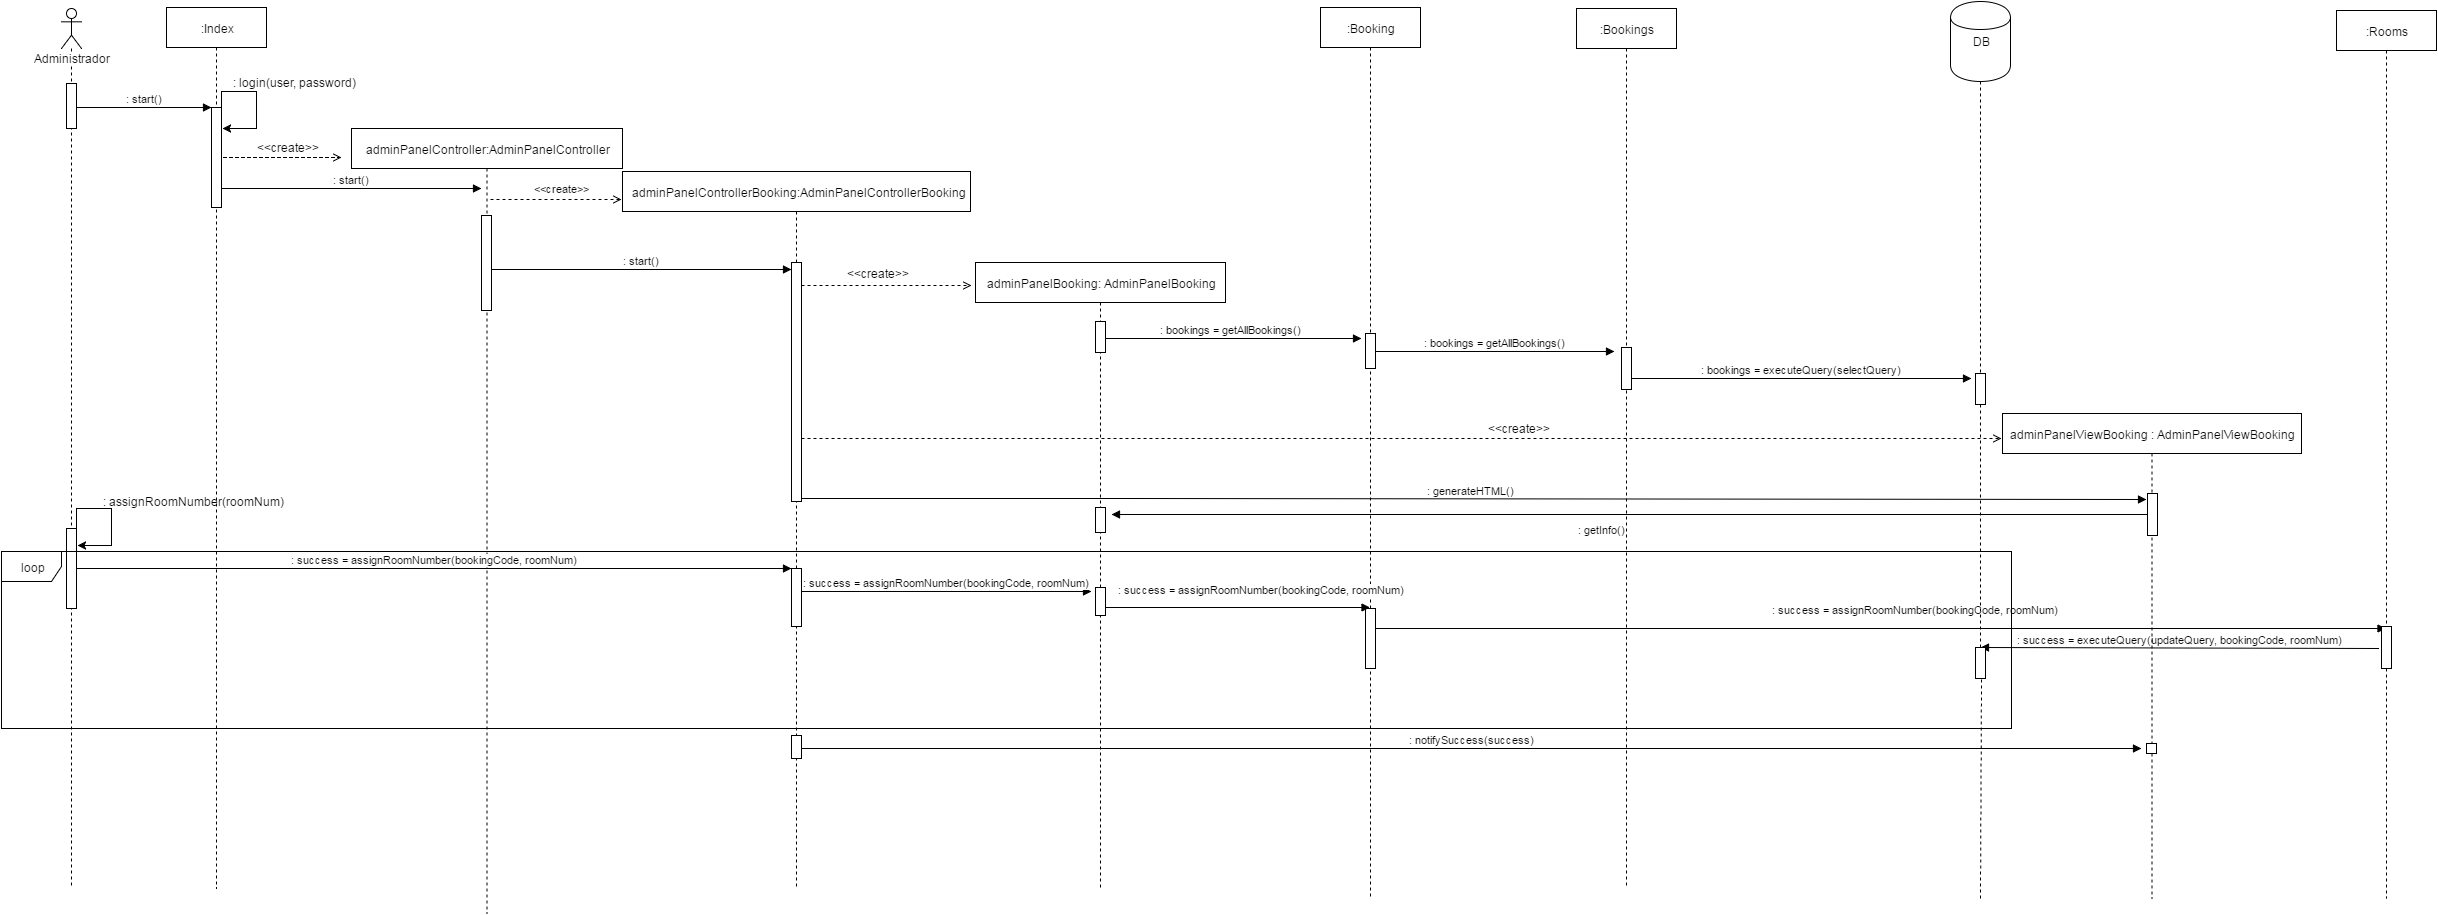 :Index
:Booking
:Bookings
DB
:Rooms
Administrador
: login(user, password)
: start()
<<create>>
adminPanelController:AdminPanelController
: start()
<<create>>
adminPanelControllerBooking:AdminPanelControllerBooking
: start()
<<create>>
adminPanelBooking: AdminPanelBooking
: bookings = getAllBookings()
: bookings = getAllBookings()
: bookings = executeQuery(selectQuery)
<<create>>
adminPanelViewBooking : AdminPanelViewBooking
: generateHTML()
: assignRoomNumber(roomNum)
: getInfo()
loop
: success = assignRoomNumber(bookingCode, roomNum)
: success = assignRoomNumber(bookingCode, roomNum)
: success = assignRoomNumber(bookingCode, roomNum)
: success = assignRoomNumber(bookingCode, roomNum)
: success = executeQuery(updateQuery, bookingCode, roomNum)
: notifySuccess(success)